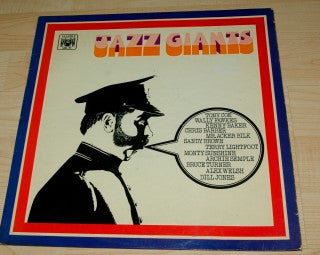 JAZZ GIANTS
TONY COE
WALLY FAWKES
KENNY BAKER
CHRIS BARBER
MR. ACKER BILK
SANDY BROWN
TERRY LIGHTFOOT
MONTY SUNSHINE
ARCHIE SEMPLE
BRUCE TURNER
ALEX WELSH
DILL JONES